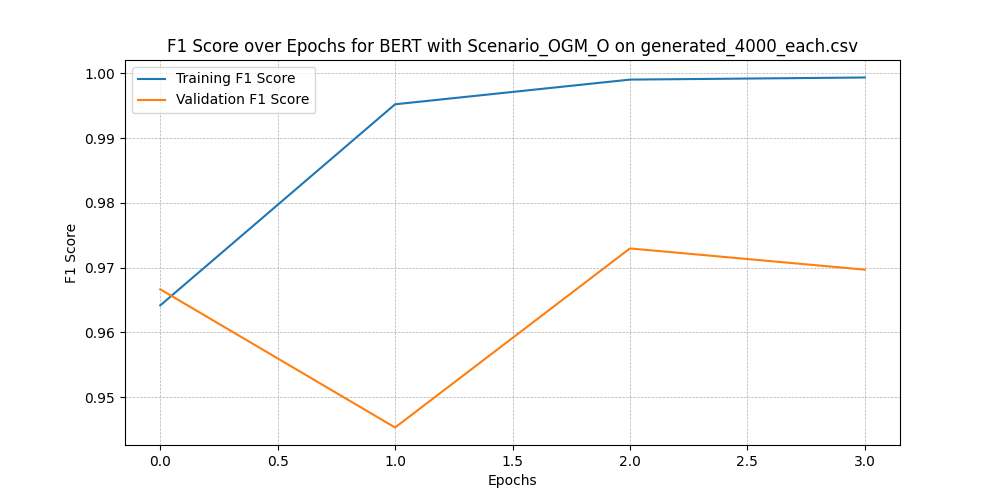 F1 Score over Epochs for BERT with Scenario_OGM_O on generated_4000_each.csv
Training F1 Score
Validation F1 Score
F1 Score
1.00
0.99
0.98
0.97
0.96
0.95
0.0 0.5 1.0 1.5 2.0 2.5 3.0
Epochs